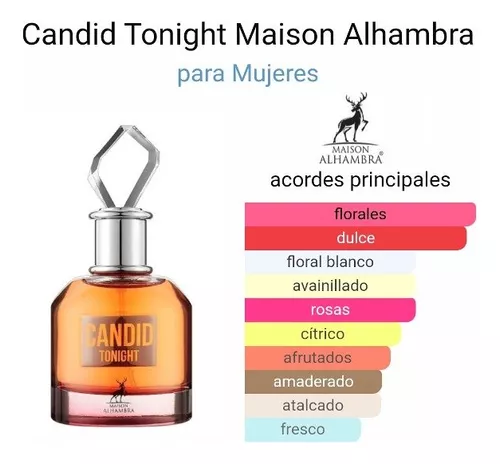 Candid Tonight Maison Alhambra
para Mujeres
MAISON
ALHAMBRA®
acordes principales
florales
dulce
floral blanco
avainillado
rosas
cítrico
afrutados
amaderado
atalcado
fresco
CANDID
TONIGHT
MAISON
ALHAMBRA